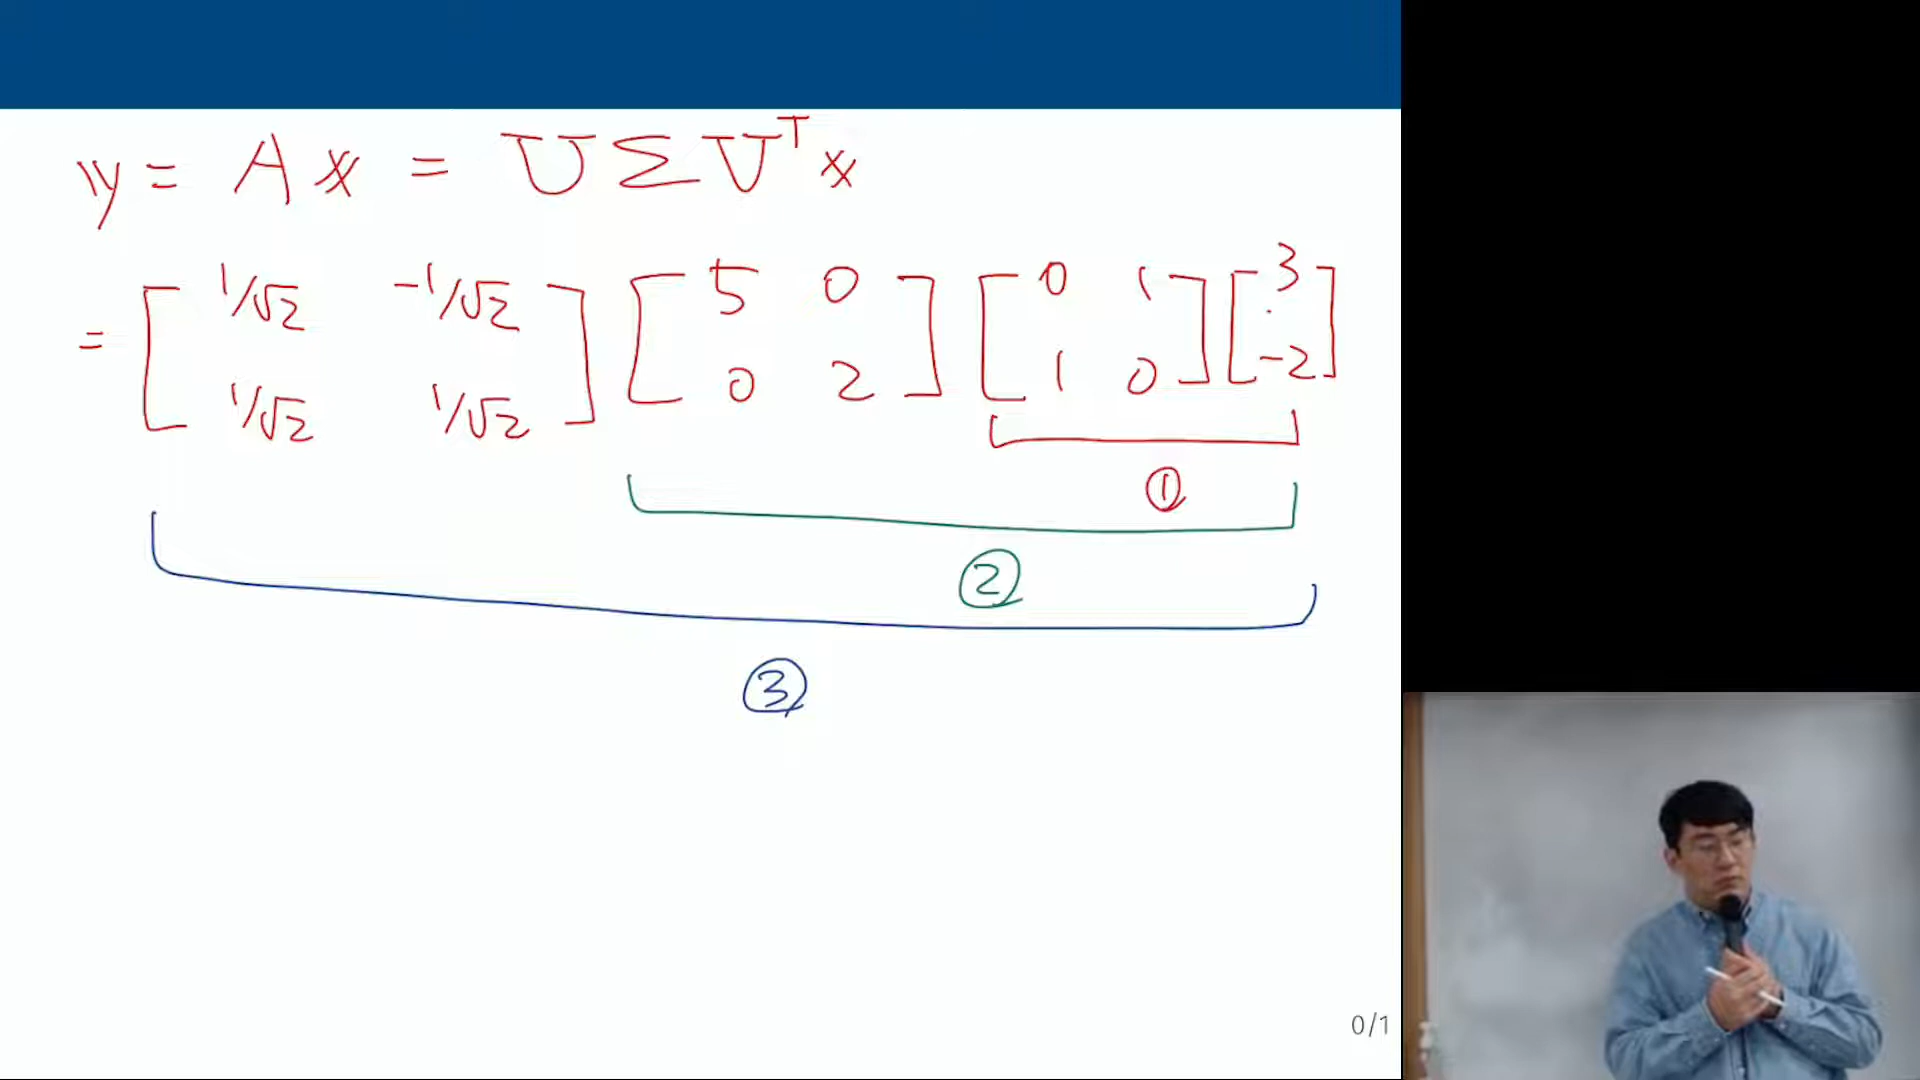 y = A x = U Σ V^T x
= [ 1/√2 -1/√2 ] [ 5 0 ] [ 0 1 ] [ 3 ]
[ 1/√2 1/√2 ] [ 0 2 ] [ 1 0 ] [ -2 ]
①
②
③
0/1